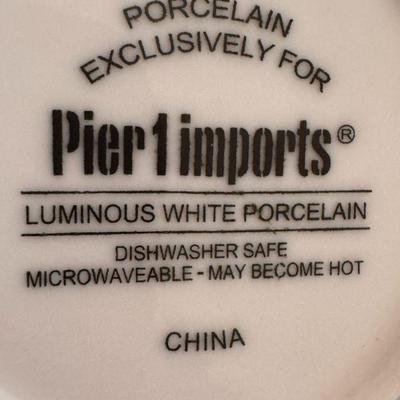 PORCELAIN
EXCLUSIVELY FOR
Pier 1 imports®
LUMINOUS WHITE PORCELAIN
DISHWASHER SAFE
MICROWAVEABLE - MAY BECOME HOT
CHINA